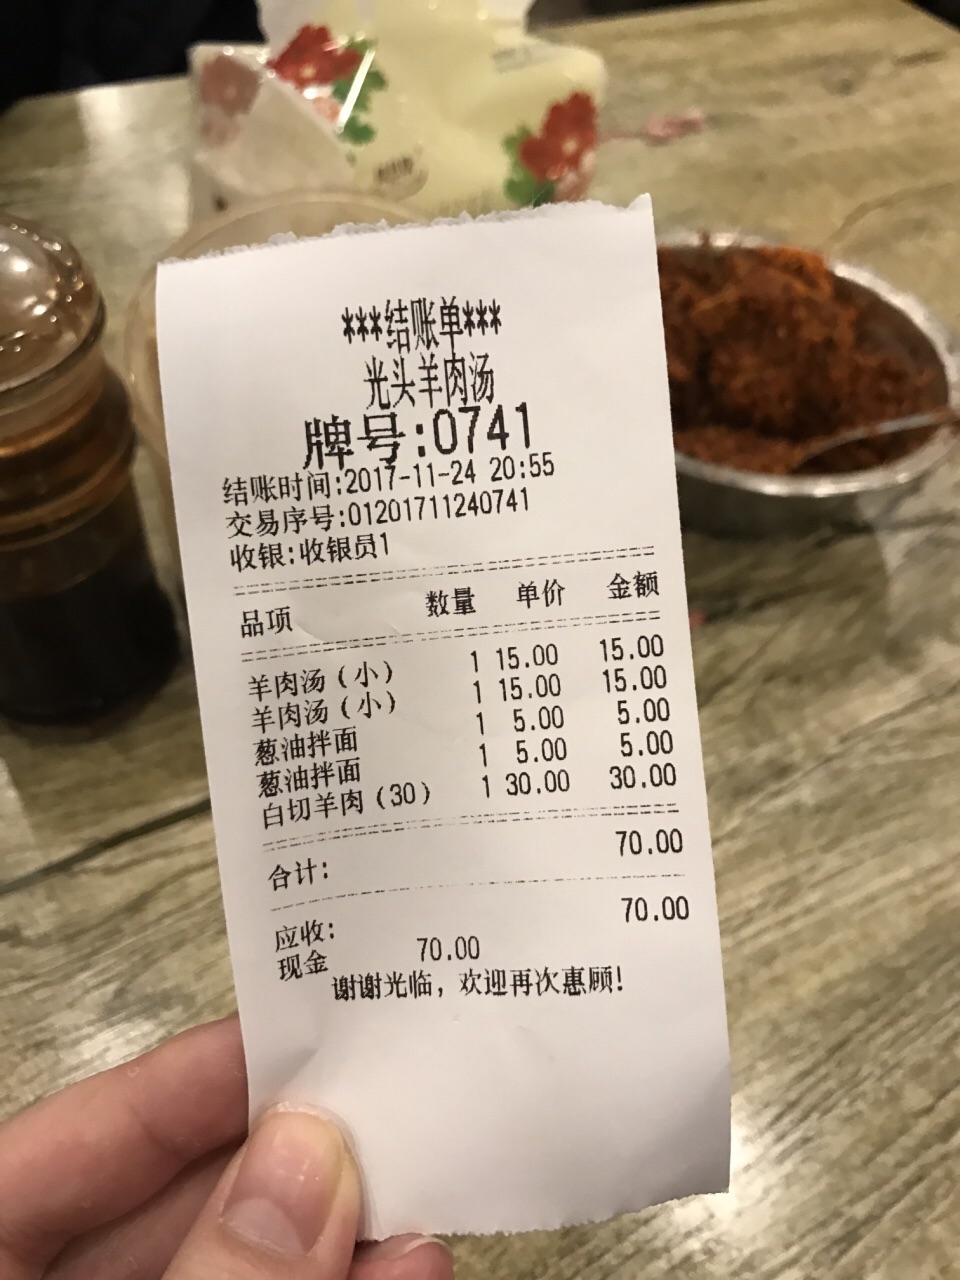 ***结账单***
光头羊肉汤
牌号:0741
结账时间:2017-11-24 20:55
交易序号:01201711240741
收银:收银员1
品项 数量 单价 金额
羊肉汤(小) 1 15.00 15.00
羊肉汤(小) 1 15.00 15.00
葱油拌面 1 5.00 5.00
葱油拌面 1 5.00 5.00
白切羊肉(30) 1 30.00 30.00
合计: 70.00
应收: 70.00
现金 70.00
谢谢光临，欢迎再次惠顾!